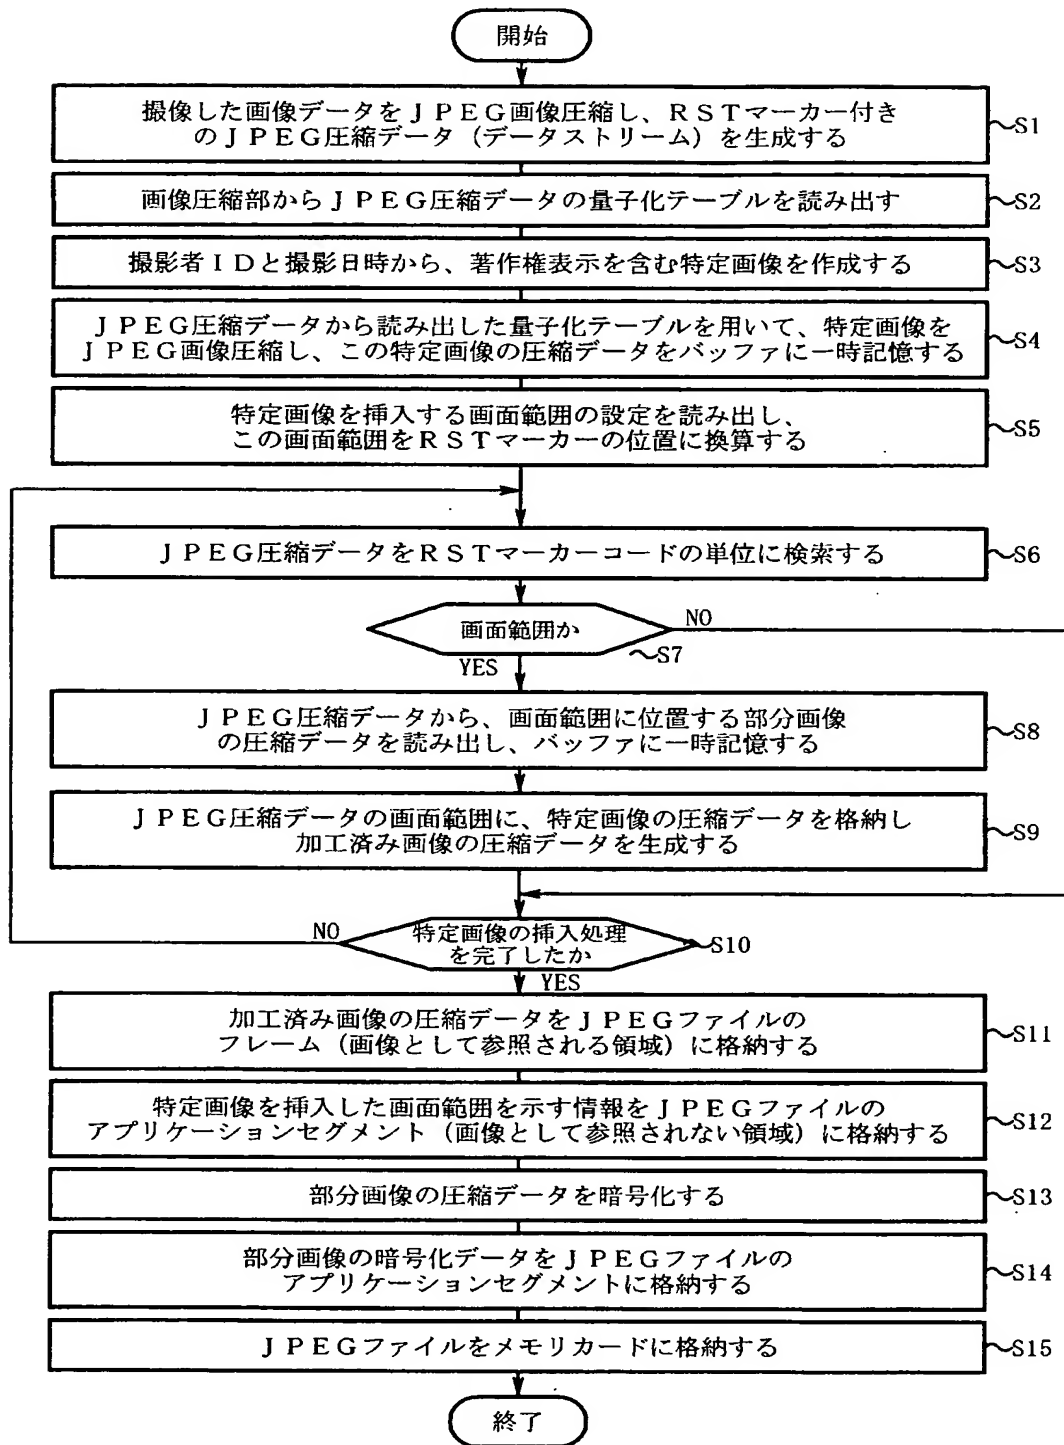 開始
撮像した画像データをJPEG画像圧縮し、RSTマーカー付き
のJPEG圧縮データ（データストリーム）を生成する
S1
画像圧縮部からJPEG圧縮データの量子化テーブルを読み出す
S2
撮影者IDと撮影日時から、著作権表示を含む特定画像を作成する
S3
JPEG圧縮データから読み出した量子化テーブルを用いて、特定画像を
JPEG画像圧縮し、この特定画像の圧縮データをバッファに一時記憶する
S4
特定画像を挿入する画面範囲の設定を読み出し、
この画面範囲をRSTマーカーの位置に換算する
S5
JPEG圧縮データをRSTマーカーコードの単位に検索する
S6
画面範囲か
NO
S7
YES
JPEG圧縮データから、画面範囲に位置する部分画像
の圧縮データを読み出し、バッファに一時記憶する
S8
JPEG圧縮データの画面範囲に、特定画像の圧縮データを格納し
加工済み画像の圧縮データを生成する
S9
NO
特定画像の挿入処理
を完了したか
S10
YES
加工済み画像の圧縮データをJPEGファイルの
フレーム（画像として参照される領域）に格納する
S11
特定画像を挿入した画面範囲を示す情報をJPEGファイルの
アプリケーションセグメント（画像として参照されない領域）に格納する
S12
部分画像の圧縮データを暗号化する
S13
部分画像の暗号化データをJPEGファイルの
アプリケーションセグメントに格納する
S14
JPEGファイルをメモリカードに格納する
S15
終了